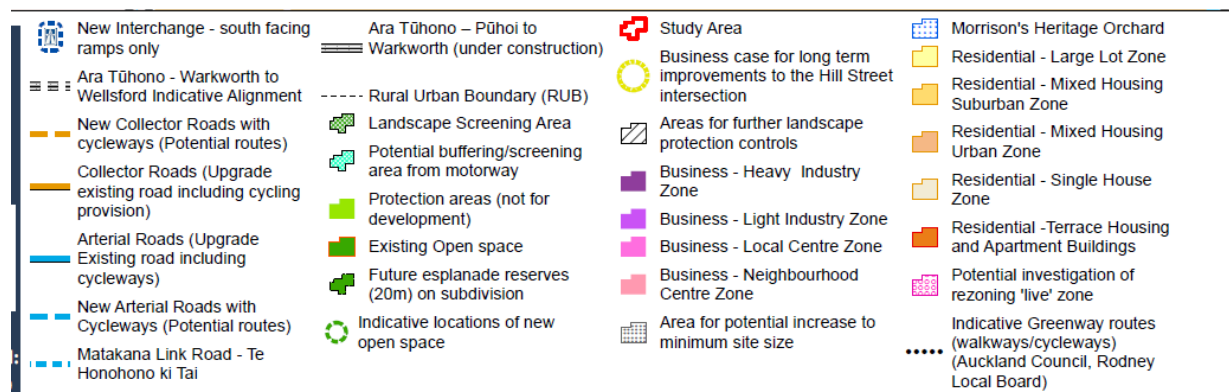 New Interchange - south facing
ramps only
Ara Tūhono - Warkworth to
Wellsford Indicative Alignment
New Collector Roads with
cycleways (Potential routes)
Collector Roads (Upgrade
existing road including cycling
provision)
Arterial Roads (Upgrade
Existing road including
cycleways)
New Arterial Roads with
Cycleways (Potential routes)
Matakana Link Road - Te
Honohono ki Tai
Ara Tūhono – Pūhoi to
Warkworth (under construction)
Rural Urban Boundary (RUB)
Landscape Screening Area
Potential buffering/screening
area from motorway
Protection areas (not for
development)
Existing Open space
Future esplanade reserves
(20m) on subdivision
Indicative locations of new
open space
Study Area
Business case for long term
improvements to the Hill Street
intersection
Areas for further landscape
protection controls
Business - Heavy Industry
Zone
Business - Light Industry Zone
Business - Local Centre Zone
Business - Neighbourhood
Centre Zone
Area for potential increase to
minimum site size
Morrison's Heritage Orchard
Residential - Large Lot Zone
Residential - Mixed Housing
Suburban Zone
Residential - Mixed Housing
Urban Zone
Residential - Single House
Zone
Residential -Terrace Housing
and Apartment Buildings
Potential investigation of
rezoning 'live' zone
Indicative Greenway routes
(walkways/cycleways)
(Auckland Council, Rodney
Local Board)